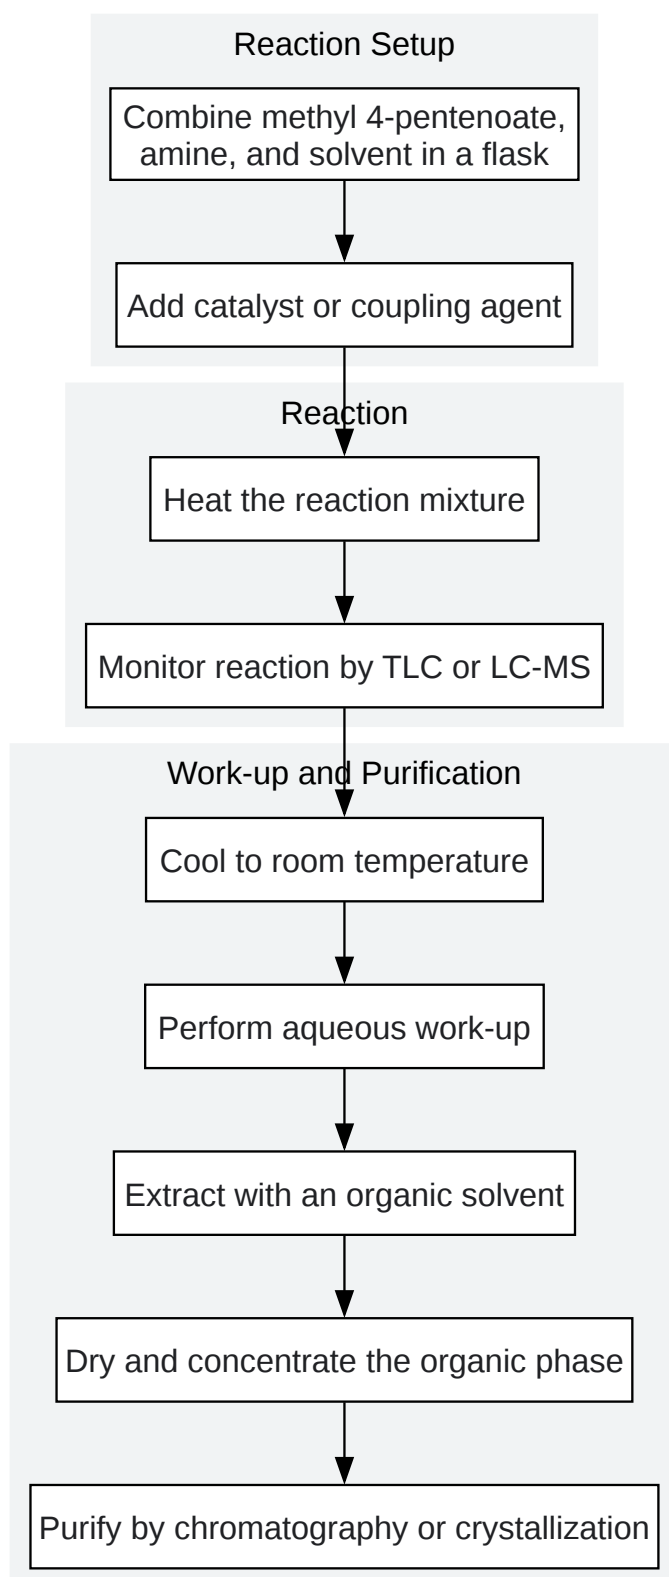 Reaction Setup
Combine methyl 4-pentenoate,
amine, and solvent in a flask
Add catalyst or coupling agent
Reaction
Heat the reaction mixture
Monitor reaction by TLC or LC-MS
Work-up and Purification
Cool to room temperature
Perform aqueous work-up
Extract with an organic solvent
Dry and concentrate the organic phase
Purify by chromatography or crystallization